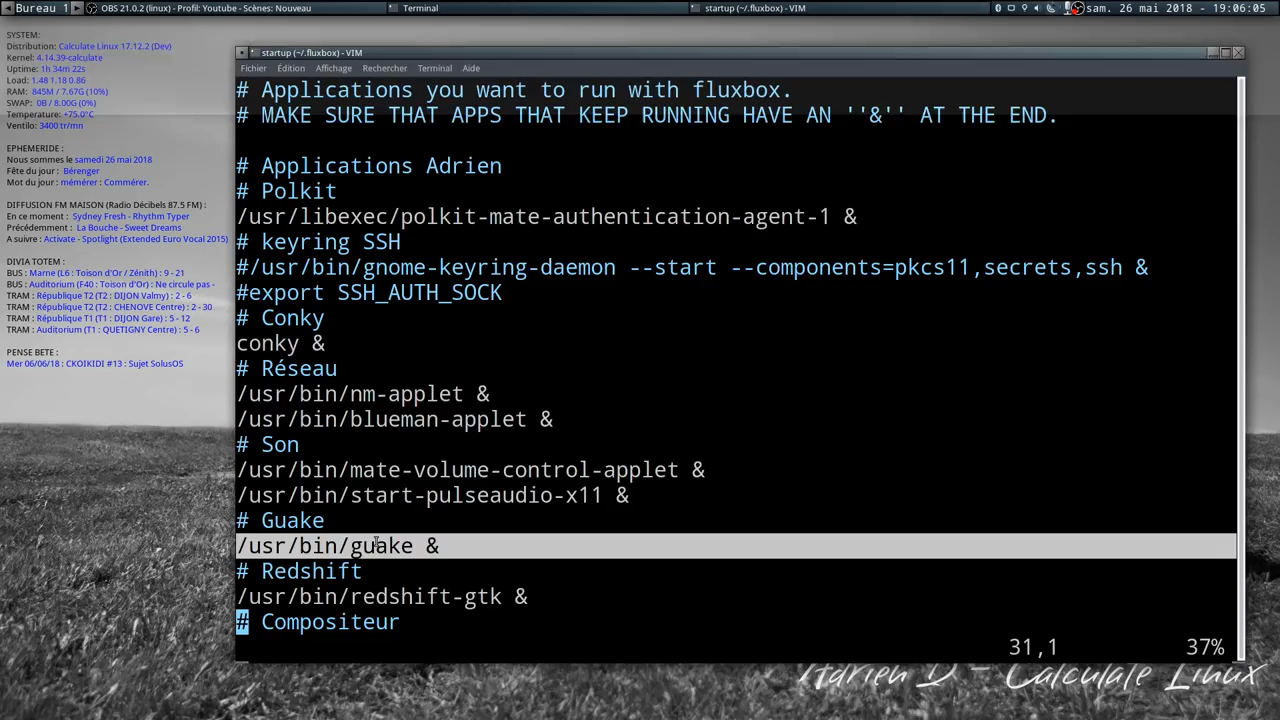 Bureau 1
OBS 21.0.2 (linux) - Profil: Youtube - Scènes: Nouveau
Terminal
startup (~/.fluxbox) - VIM
sam. 26 mai 2018 - 19:06:05
SYSTEM:
Distribution: Calculate Linux 17.12.2 (Dev)
Kernel: 4.14.39-calculate
Uptime: 1h 34m 22s
Load: 1.48 1.18 0.86
RAM: 845M / 7.67G (10%)
SWAP: 0B / 8.00G (0%)
Temperature: +75.0°C
Ventilo: 3400 tr/mn
EPHEMERIDE :
Nous sommes le samedi 26 mai 2018
Fête du jour : Bérenger
Mot du jour : mémérer : Commérer.
DIFFUSION FM MAISON (Radio Décibels 87.5 FM) :
En ce moment : Sydney Fresh - Rhythm Typer
Précédemment : La Bouche - Sweet Dreams
A suivre : Activate - Spotlight (Extended Euro Vocal 2015)
DIVIA TOTEM :
BUS : Marne (L6 : Toison d'Or / Zénith) : 9 - 21
BUS : Auditorium (F40 : Toison d'Or) : Ne circule pas -
TRAM : République T2 (T2 : DIJON Valmy) : 2 - 6
TRAM : République T2 (T2 : CHENOVE Centre) : 2 - 30
TRAM : République T1 (T1 : DIJON Gare) : 5 - 12
TRAM : Auditorium (T1 : QUETIGNY Centre) : 5 - 6
PENSE BETE :
Mer 06/06/18 : CKOIKIDI #13 : Sujet SolusOS
startup (~/.fluxbox) - VIM
Fichier Édition Affichage Rechercher Terminal Aide
# Applications you want to run with fluxbox.
# MAKE SURE THAT APPS THAT KEEP RUNNING HAVE AN ''&'' AT THE END.
# Applications Adrien
# Polkit
/usr/libexec/polkit-mate-authentication-agent-1 &
# keyring SSH
#/usr/bin/gnome-keyring-daemon --start --components=pkcs11,secrets,ssh &
#export SSH_AUTH_SOCK
# Conky
conky &
# Réseau
/usr/bin/nm-applet &
/usr/bin/blueman-applet &
# Son
/usr/bin/mate-volume-control-applet &
/usr/bin/start-pulseaudio-x11 &
# Guake
/usr/bin/guake &
# Redshift
/usr/bin/redshift-gtk &
# Compositeur
31,1 37%
Adrien D - Calculate Linux